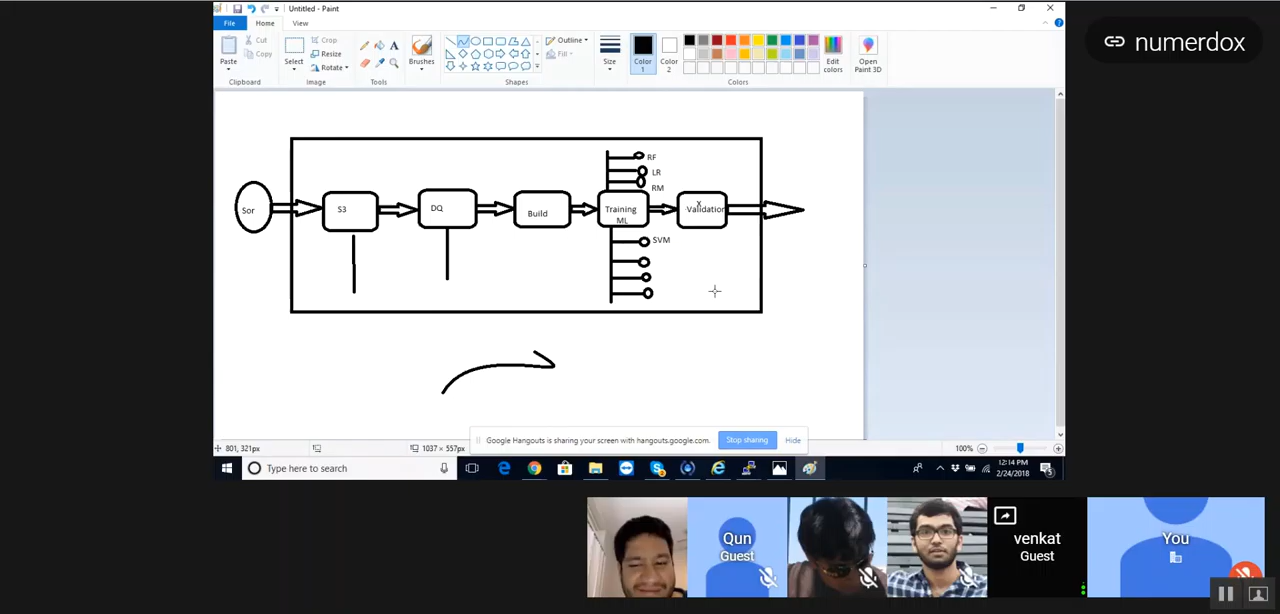 Untitled - Paint
numerdox
File Home View
Paste
Cut
Copy
Clipboard
Select
Crop
Resize
Rotate
Image
A
Tools
Brushes
Outline
Fill
Shapes
Size
Color 1
Color 2
Edit colors
Colors
Open Paint 3D
RF
LR
RM
Sor
S3
DQ
Build
Training
ML
X
Validation
SVM
Google Hangouts is sharing your screen with hangouts.google.com.
Stop sharing
Hide
801, 321px
1037 × 557px
100%
Type here to search
12:14 PM
2/24/2018
Qun
Guest
venkat
Guest
You